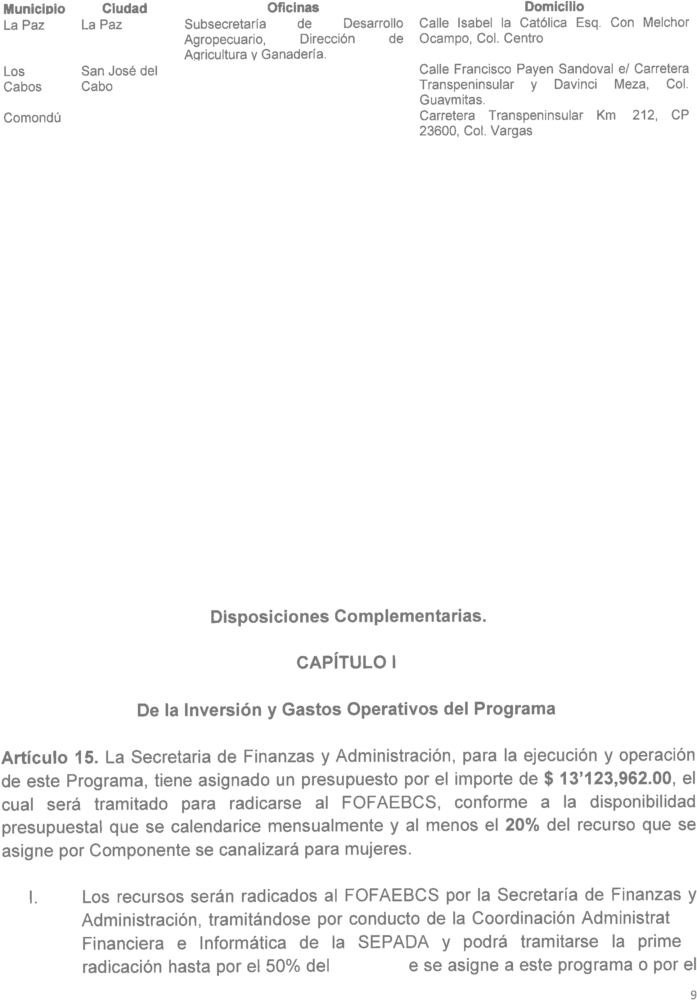 Municipio Ciudad Oficinas Domicilio
La Paz La Paz Subsecretaría de Desarrollo Calle Isabel la Católica Esq. Con Melchor
Agropecuario, Dirección de Ocampo, Col. Centro
Agricultura y Ganadería.
Los San José del Calle Francisco Payen Sandoval e/ Carretera
Cabos Cabo Transpeninsular y Davinci Meza, Col.
Guaymitas.
Comondú Carretera Transpeninsular Km 212, CP
23600, Col. Vargas
Disposiciones Complementarias.
CAPÍTULO I
De la Inversión y Gastos Operativos del Programa
Artículo 15. La Secretaria de Finanzas y Administración, para la ejecución y operación
de este Programa, tiene asignado un presupuesto por el importe de $ 13’123,962.00, el
cual será tramitado para radicarse al FOFAEBCS, conforme a la disponibilidad
presupuestal que se calendarice mensualmente y al menos el 20% del recurso que se
asigne por Componente se canalizará para mujeres.
I. Los recursos serán radicados al FOFAEBCS por la Secretaría de Finanzas y
Administración, tramitándose por conducto de la Coordinación Administrat
Financiera e Informática de la SEPADA y podrá tramitarse la prime
radicación hasta por el 50% del e se asigne a este programa o por el
9